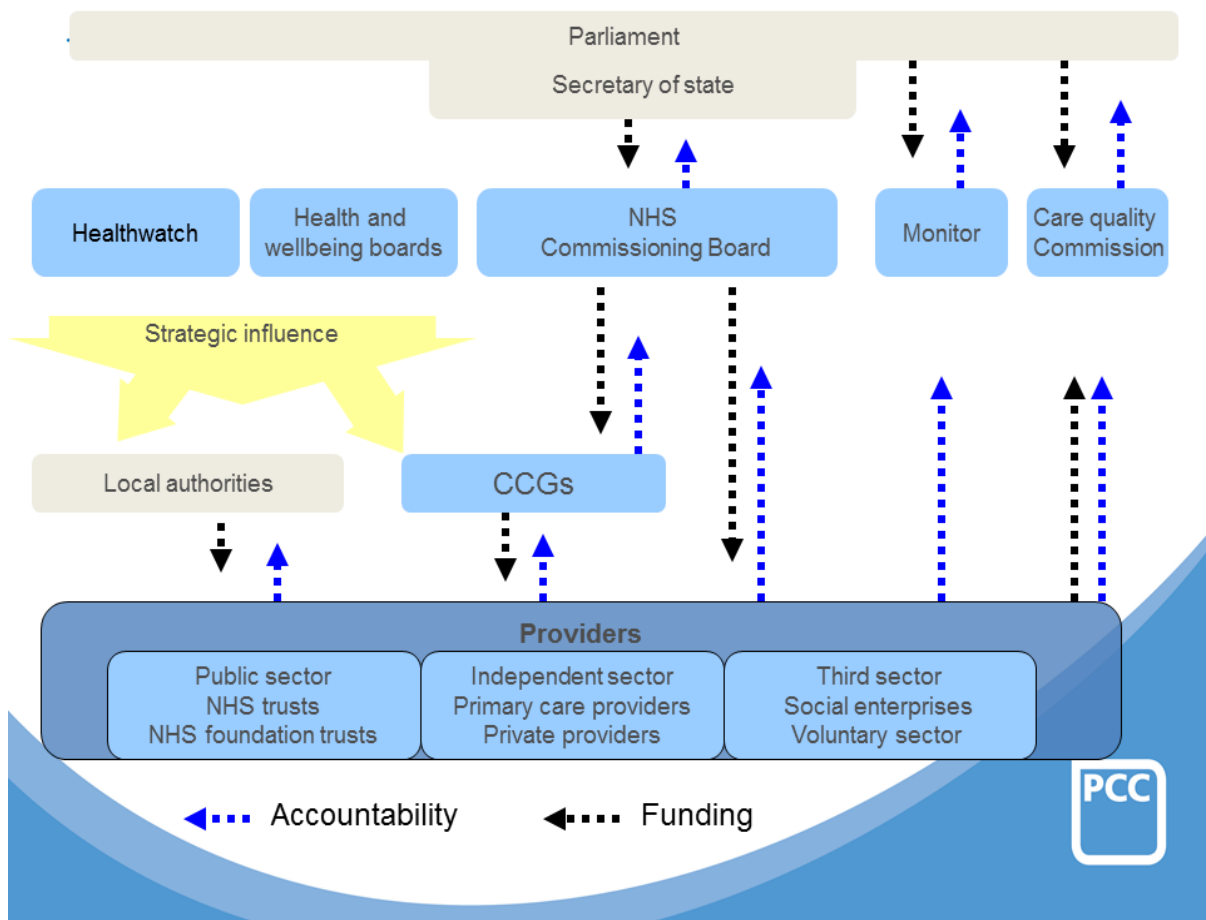 Parliament
Secretary of state
Healthwatch
Health and
wellbeing boards
NHS
Commissioning Board
Monitor
Care quality
Commission
Strategic influence
Local authorities
CCGs
Providers
Public sector
NHS trusts
NHS foundation trusts
Independent sector
Primary care providers
Private providers
Third sector
Social enterprises
Voluntary sector
Accountability
Funding
PCC